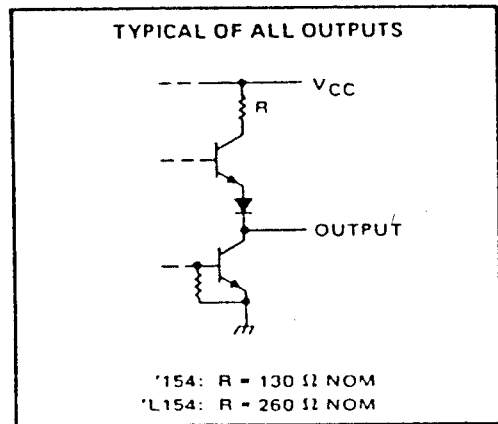 TYPICAL OF ALL OUTPUTS
VCC
R
OUTPUT
'154: R = 130 Ω NOM
'L154: R = 260 Ω NOM